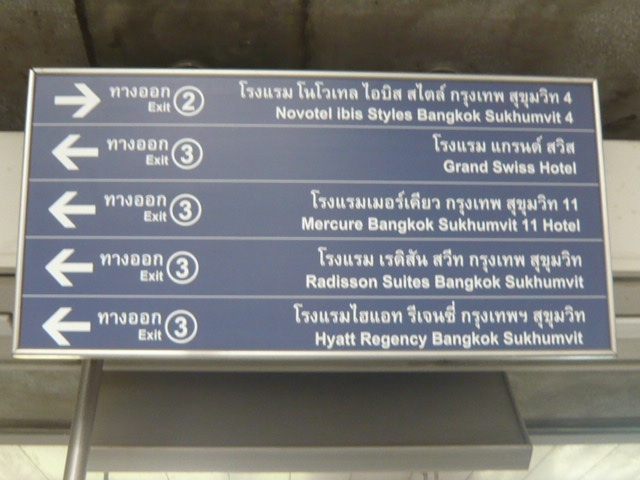 ทางออก
Exit 2
โรงแรม โนโวเทล ไอบิส สไตล์ กรุงเทพ สุขุมวิท 4
Novotel ibis Styles Bangkok Sukhumvit 4
ทางออก
Exit 3
โรงแรม แกรนด์ สวิส
Grand Swiss Hotel
ทางออก
Exit 3
โรงแรมเมอร์เคียว กรุงเทพ สุขุมวิท 11
Mercure Bangkok Sukhumvit 11 Hotel
ทางออก
Exit 3
โรงแรม เรดิสัน สวีท กรุงเทพ สุขุมวิท
Radisson Suites Bangkok Sukhumvit
ทางออก
Exit 3
โรงแรมไฮแอท รีเจนซี่ กรุงเทพฯ สุขุมวิท
Hyatt Regency Bangkok Sukhumvit